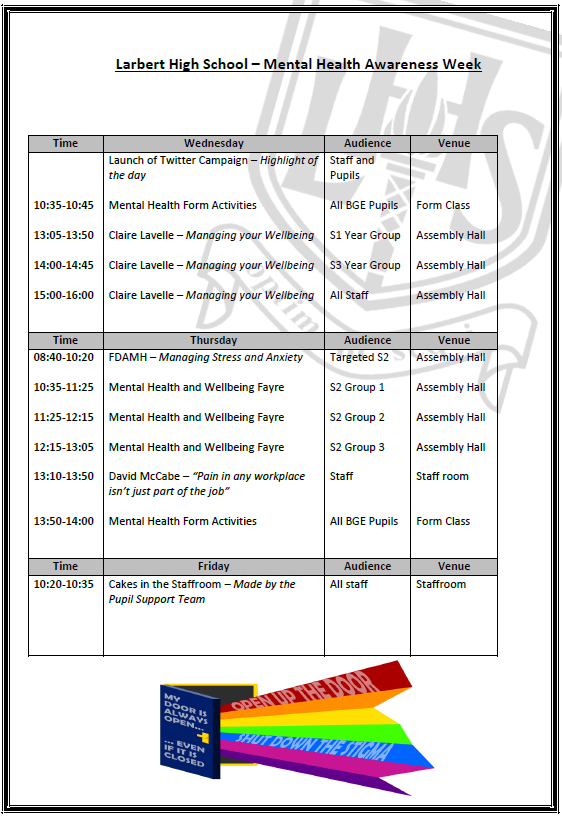 Larbert High School – Mental Health Awareness Week
Time Wednesday Audience Venue
Launch of Twitter Campaign – Highlight of Staff and
the day Pupils
10:35-10:45 Mental Health Form Activities All BGE Pupils Form Class
13:05-13:50 Claire Lavelle – Managing your Wellbeing S1 Year Group Assembly Hall
14:00-14:45 Claire Lavelle – Managing your Wellbeing S3 Year Group Assembly Hall
15:00-16:00 Claire Lavelle – Managing your Wellbeing All Staff Assembly Hall
Time Thursday Audience Venue
08:40-10:20 FDAMH – Managing Stress and Anxiety Targeted S2 Assembly Hall
10:35-11:25 Mental Health and Wellbeing Fayre S2 Group 1 Assembly Hall
11:25-12:15 Mental Health and Wellbeing Fayre S2 Group 2 Assembly Hall
12:15-13:05 Mental Health and Wellbeing Fayre S2 Group 3 Assembly Hall
13:10-13:50 David McCabe – “Pain in any workplace Staff Staff room
isn’t just part of the job”
13:50-14:00 Mental Health Form Activities All BGE Pupils Form Class
Time Friday Audience Venue
10:20-10:35 Cakes in the Staffroom – Made by the All staff Staffroom
Pupil Support Team
MY
DOOR IS
ALWAYS
OPEN...
... EVEN
IF IT IS
CLOSED
OPEN UP THE DOOR
SHUT DOWN THE STIGMA
LHS